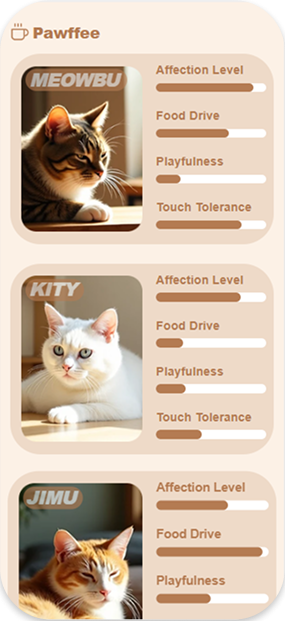 Pawffee
MEOWBU
Affection Level
Food Drive
Playfulness
Touch Tolerance
KITY
Affection Level
Food Drive
Playfulness
Touch Tolerance
JIMU
Affection Level
Food Drive
Playfulness